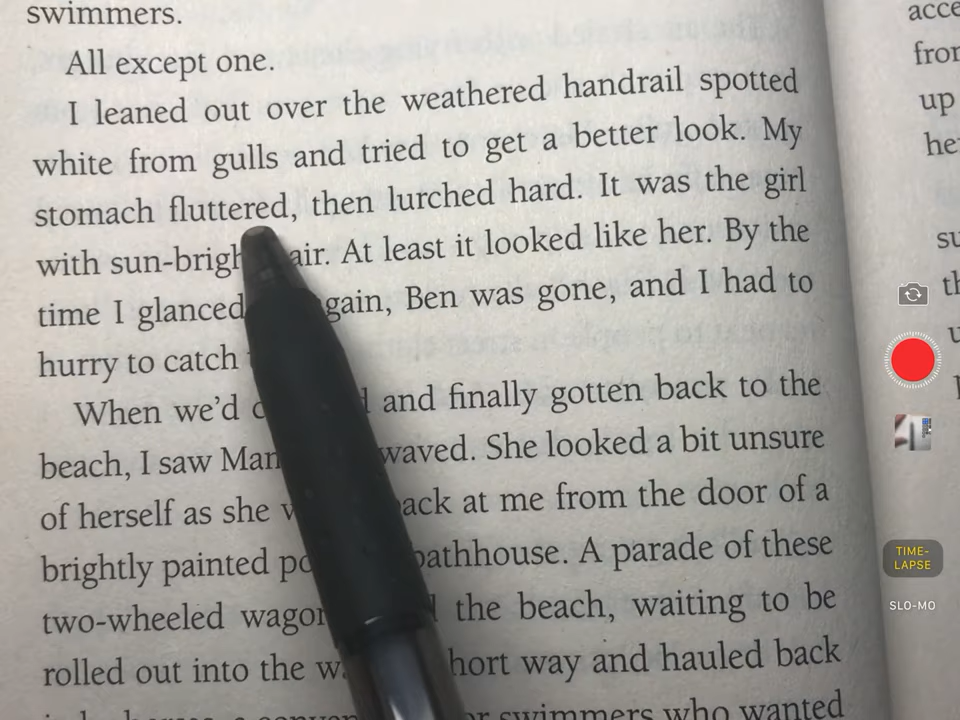 swimmers.
All except one.
I leaned out over the weathered handrail spotted
white from gulls and tried to get a better look. My
stomach fluttered, then lurched hard. It was the girl
with sun-brigh air. At least it looked like her. By the
time I glanced gain, Ben was gone, and I had to
hurry to catch
When we'd and finally gotten back to the
beach, I saw waved. She looked a bit unsure
of herself as she ack at me from the door of a
brightly painted bathhouse. A parade of these
two-wheeled the beach, waiting to be
rolled out into the hort way and hauled back
swimmers who wanted
up
TIME-
LAPSE
SLO-MO